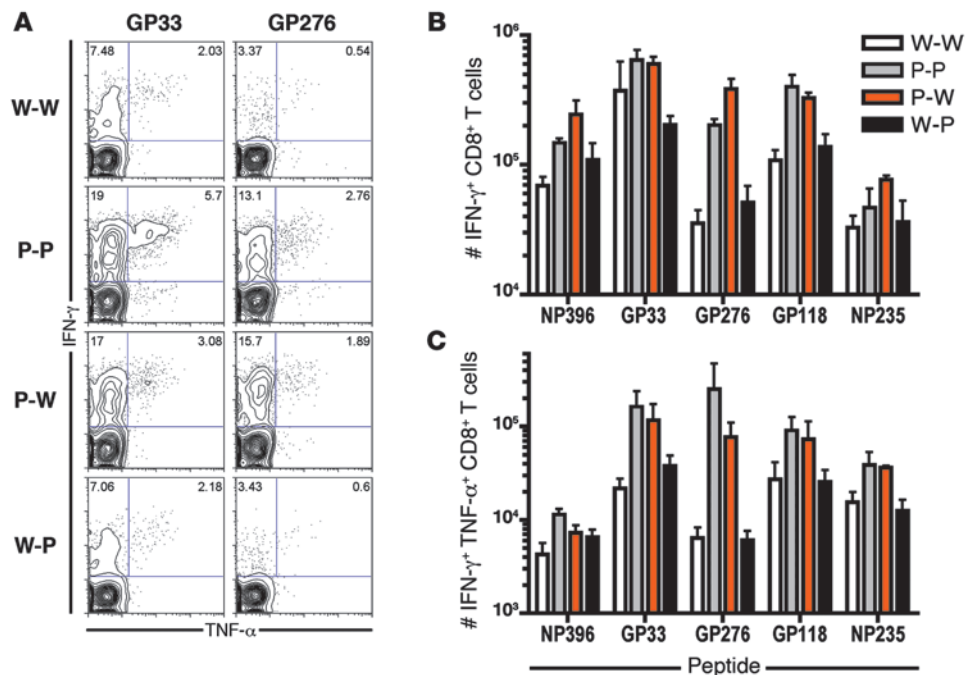 A
GP33 GP276
W-W
7.48 2.03
3.37 0.54
P-P
19 5.7
13.1 2.76
P-W
17 3.08
15.7 1.89
W-P
7.06 2.18
3.43 0.6
IFN-γ
TNF-α
B
# IFN-γ⁺ CD8⁺ T cells
10⁶
10⁵
10⁴
W-W
P-P
P-W
W-P
NP396 GP33 GP276 GP118 NP235
C
# IFN-γ⁺ TNF-α⁺ CD8⁺ T cells
10⁵
10⁴
10³
NP396 GP33 GP276 GP118 NP235
Peptide